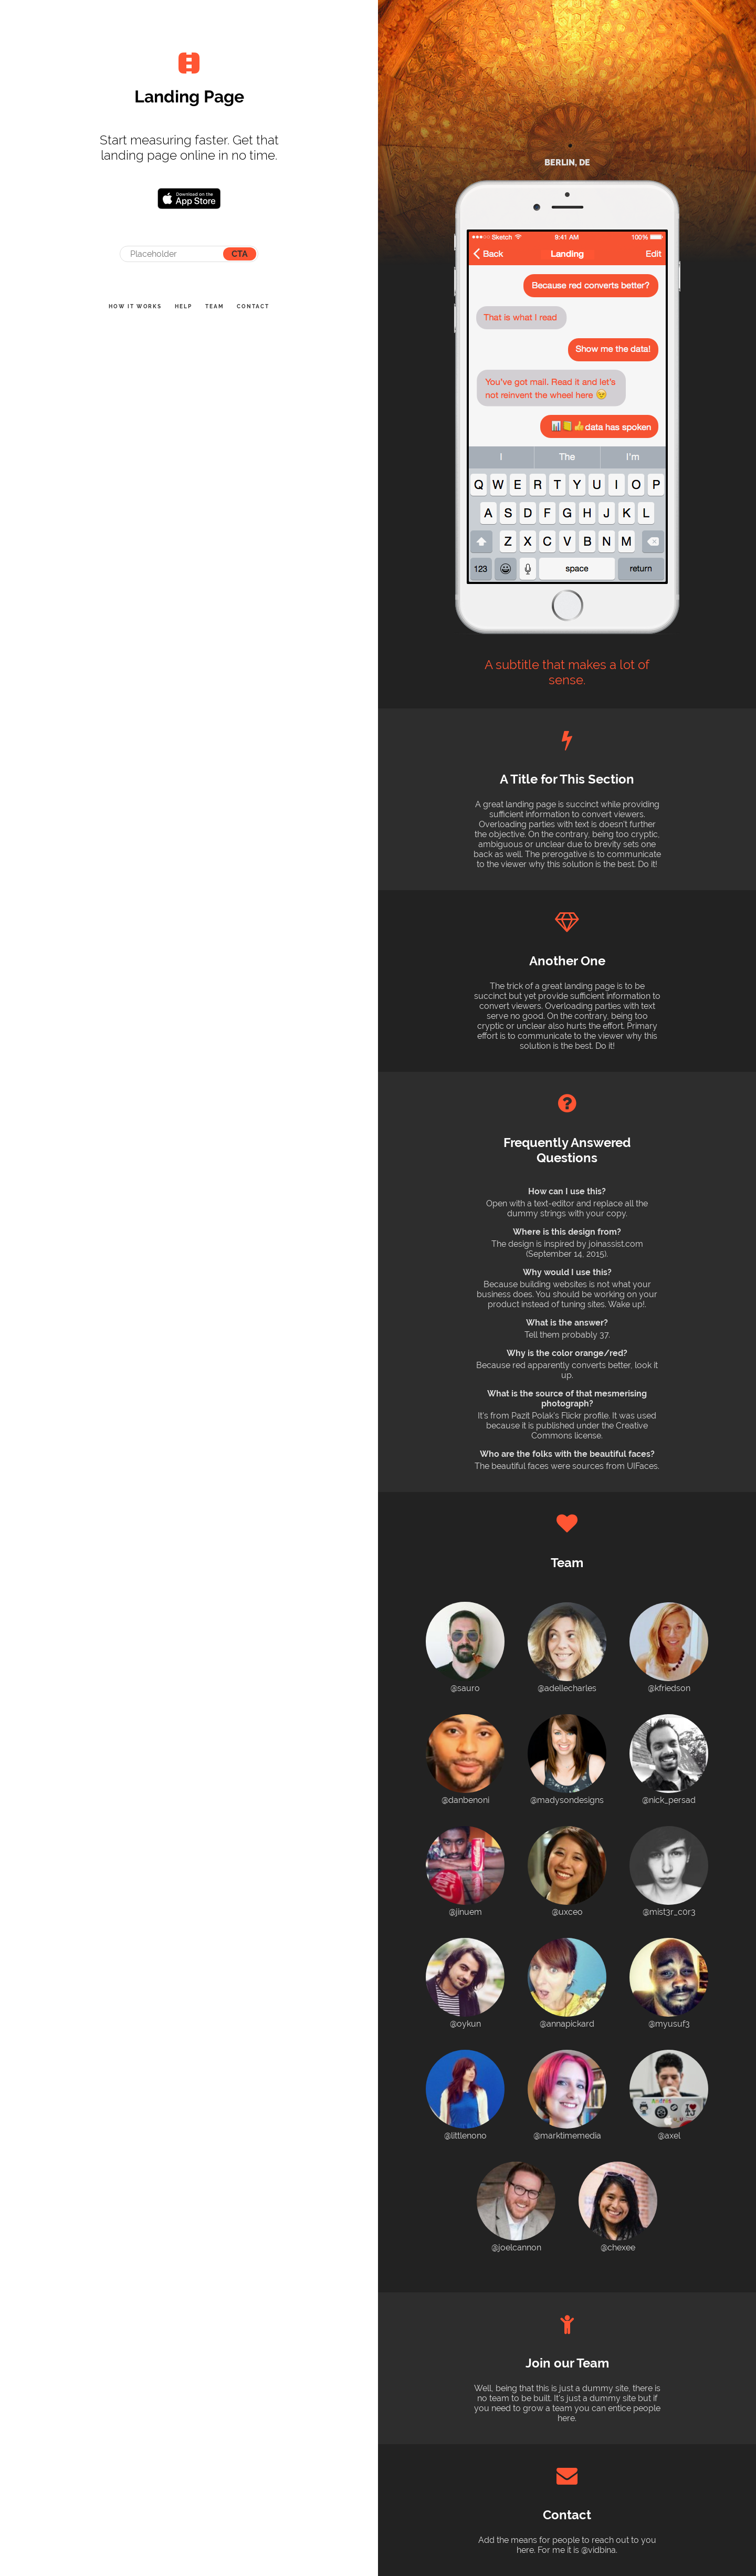 Landing Page
Start measuring faster. Get that
landing page online in no time.
Download on the
App Store
Placeholder
CTA
HOW IT WORKS HELP TEAM CONTACT
BERLIN, DE
Sketch 9:41 AM 100%
Back Landing Edit
Because red converts better?
That is what I read
Show me the data!
You've got mail. Read it and let's
not reinvent the wheel here 😉
📊📒👍data has spoken
I The I'm
Q W E R T Y U I O P
A S D F G H J K L
Z X C V B N M
123 space return
A subtitle that makes a lot of
sense.
A Title for This Section
A great landing page is succinct while providing
sufficient information to convert viewers.
Overloading parties with text is doesn't further
the objective. On the contrary, being too cryptic,
ambiguous or unclear due to brevity sets one
back as well. The prerogative is to communicate
to the viewer why this solution is the best. Do it!
Another One
The trick of a great landing page is to be
succinct but yet provide sufficient information to
convert viewers. Overloading parties with text
serve no good. On the contrary, being too
cryptic or unclear also hurts the effort. Primary
effort is to communicate to the viewer why this
solution is the best. Do it!
Frequently Answered
Questions
How can I use this?
Open with a text-editor and replace all the
dummy strings with your copy.
Where is this design from?
The design is inspired by joinassist.com
(September 14, 2015).
Why would I use this?
Because building websites is not what your
business does. You should be working on your
product instead of tuning sites. Wake up!.
What is the answer?
Tell them probably 37.
Why is the color orange/red?
Because red apparently converts better, look it
up.
What is the source of that mesmerising
photograph?
It's from Pazit Polak's Flickr profile. It was used
because it is published under the Creative
Commons license.
Who are the folks with the beautiful faces?
The beautiful faces were sources from UIFaces.
Team
@sauro @adellecharles @kfriedson
@danbenoni @madysondesigns @nick_persad
@jinuem @uxceo @mist3r_c0r3
@oykun @annapickard @myusuf3
@littlenono @marktimemedia @axel
@joelcannon @chexee
Join our Team
Well, being that this is just a dummy site, there is
no team to be built. It's just a dummy site but if
you need to grow a team you can entice people
here.
Contact
Add the means for people to reach out to you
here. For me it is @vidbina.